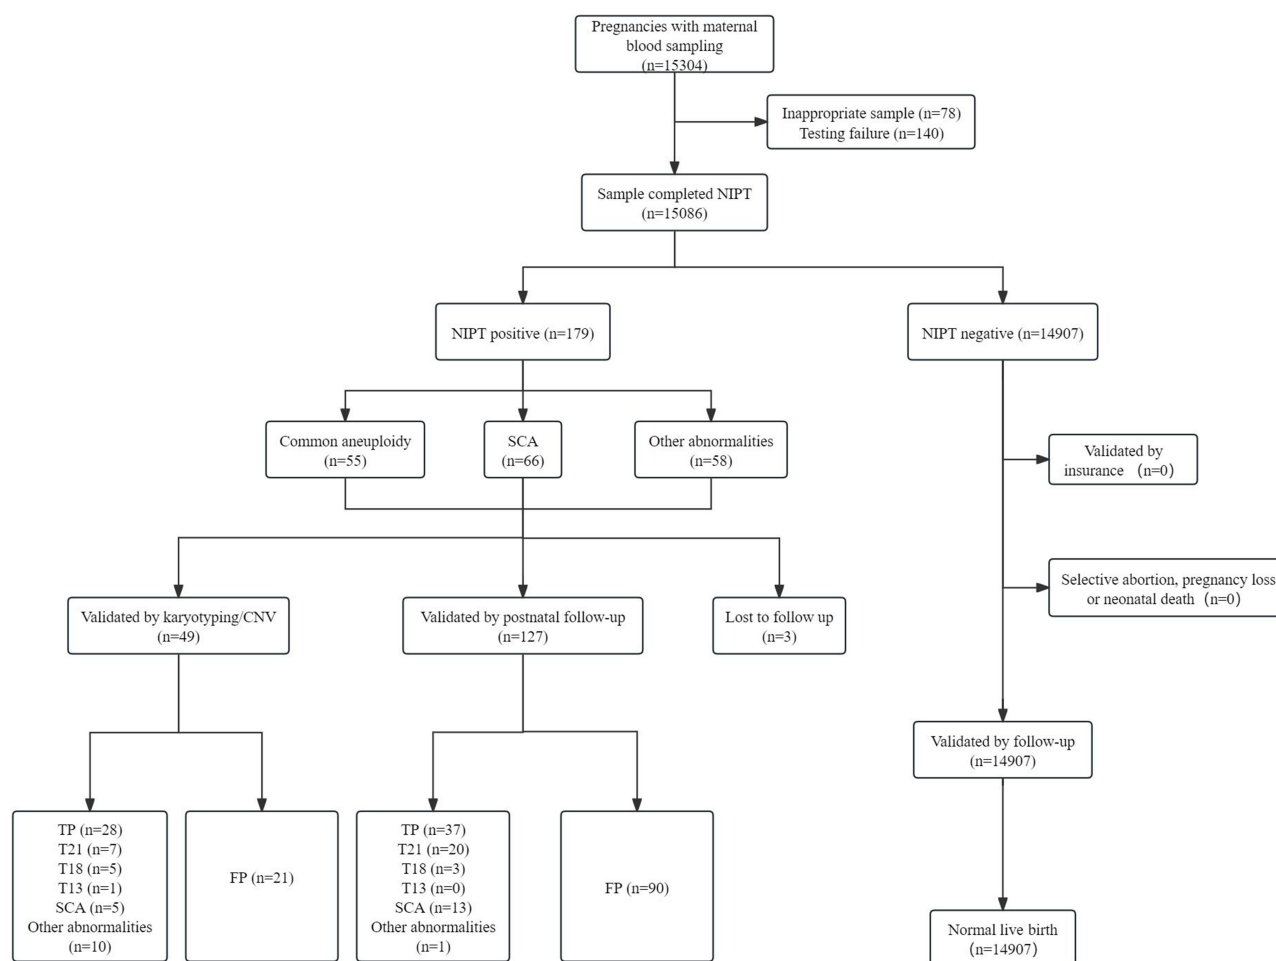 Pregnancies with maternal
blood sampling
(n=15304)
Inappropriate sample (n=78)
Testing failure (n=140)
Sample completed NIPT
(n=15086)
NIPT positive (n=179)
NIPT negative (n=14907)
Common aneuploidy
(n=55)
SCA
(n=66)
Other abnormalities
(n=58)
Validated by
insurance （n=0）
Selective abortion, pregnancy loss
or neonatal death（n=0）
Validated by karyotyping/CNV
(n=49)
Validated by postnatal follow-up
(n=127)
Lost to follow up
(n=3)
Validated by follow-up
(n=14907)
TP (n=28)
T21 (n=7)
T18 (n=5)
T13 (n=1)
SCA (n=5)
Other abnormalities
(n=10)
FP (n=21)
TP (n=37)
T21 (n=20)
T18 (n=3)
T13 (n=0)
SCA (n=13)
Other abnormalities
(n=1)
FP (n=90)
Normal live birth
（n=14907）